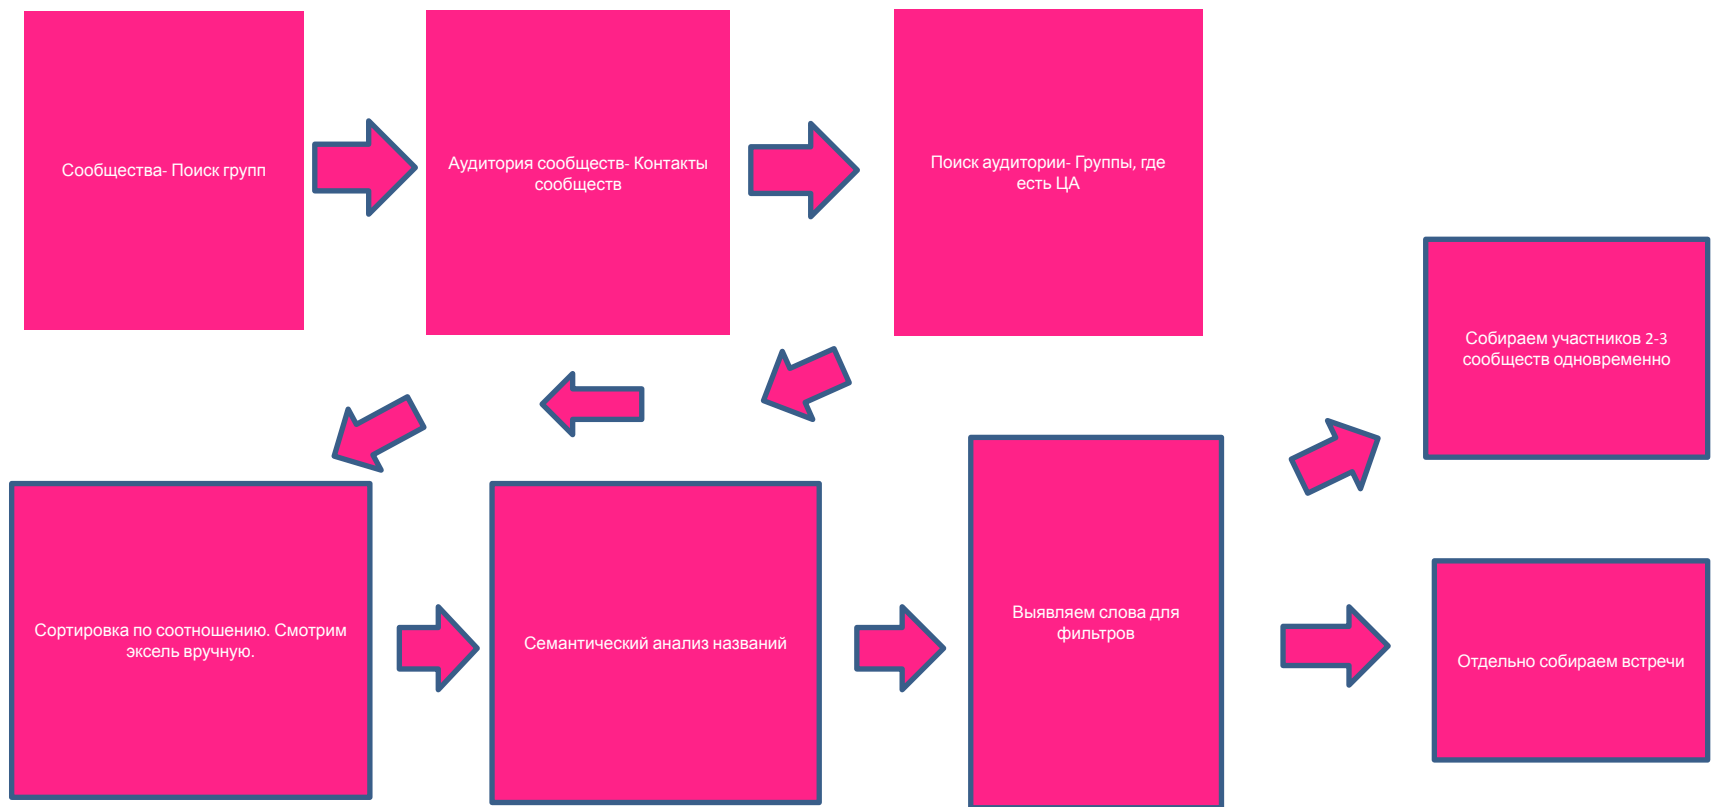 Сообщества- Поиск групп
Аудитория сообществ- Контакты
сообществ
Поиск аудитории- Группы, где
есть ЦА
Собираем участников 2-3
сообществ одновременно
Сортировка по соотношению. Смотрим
эксель вручную.
Семантический анализ названий
Выявляем слова для
фильтров
Отдельно собираем встречи